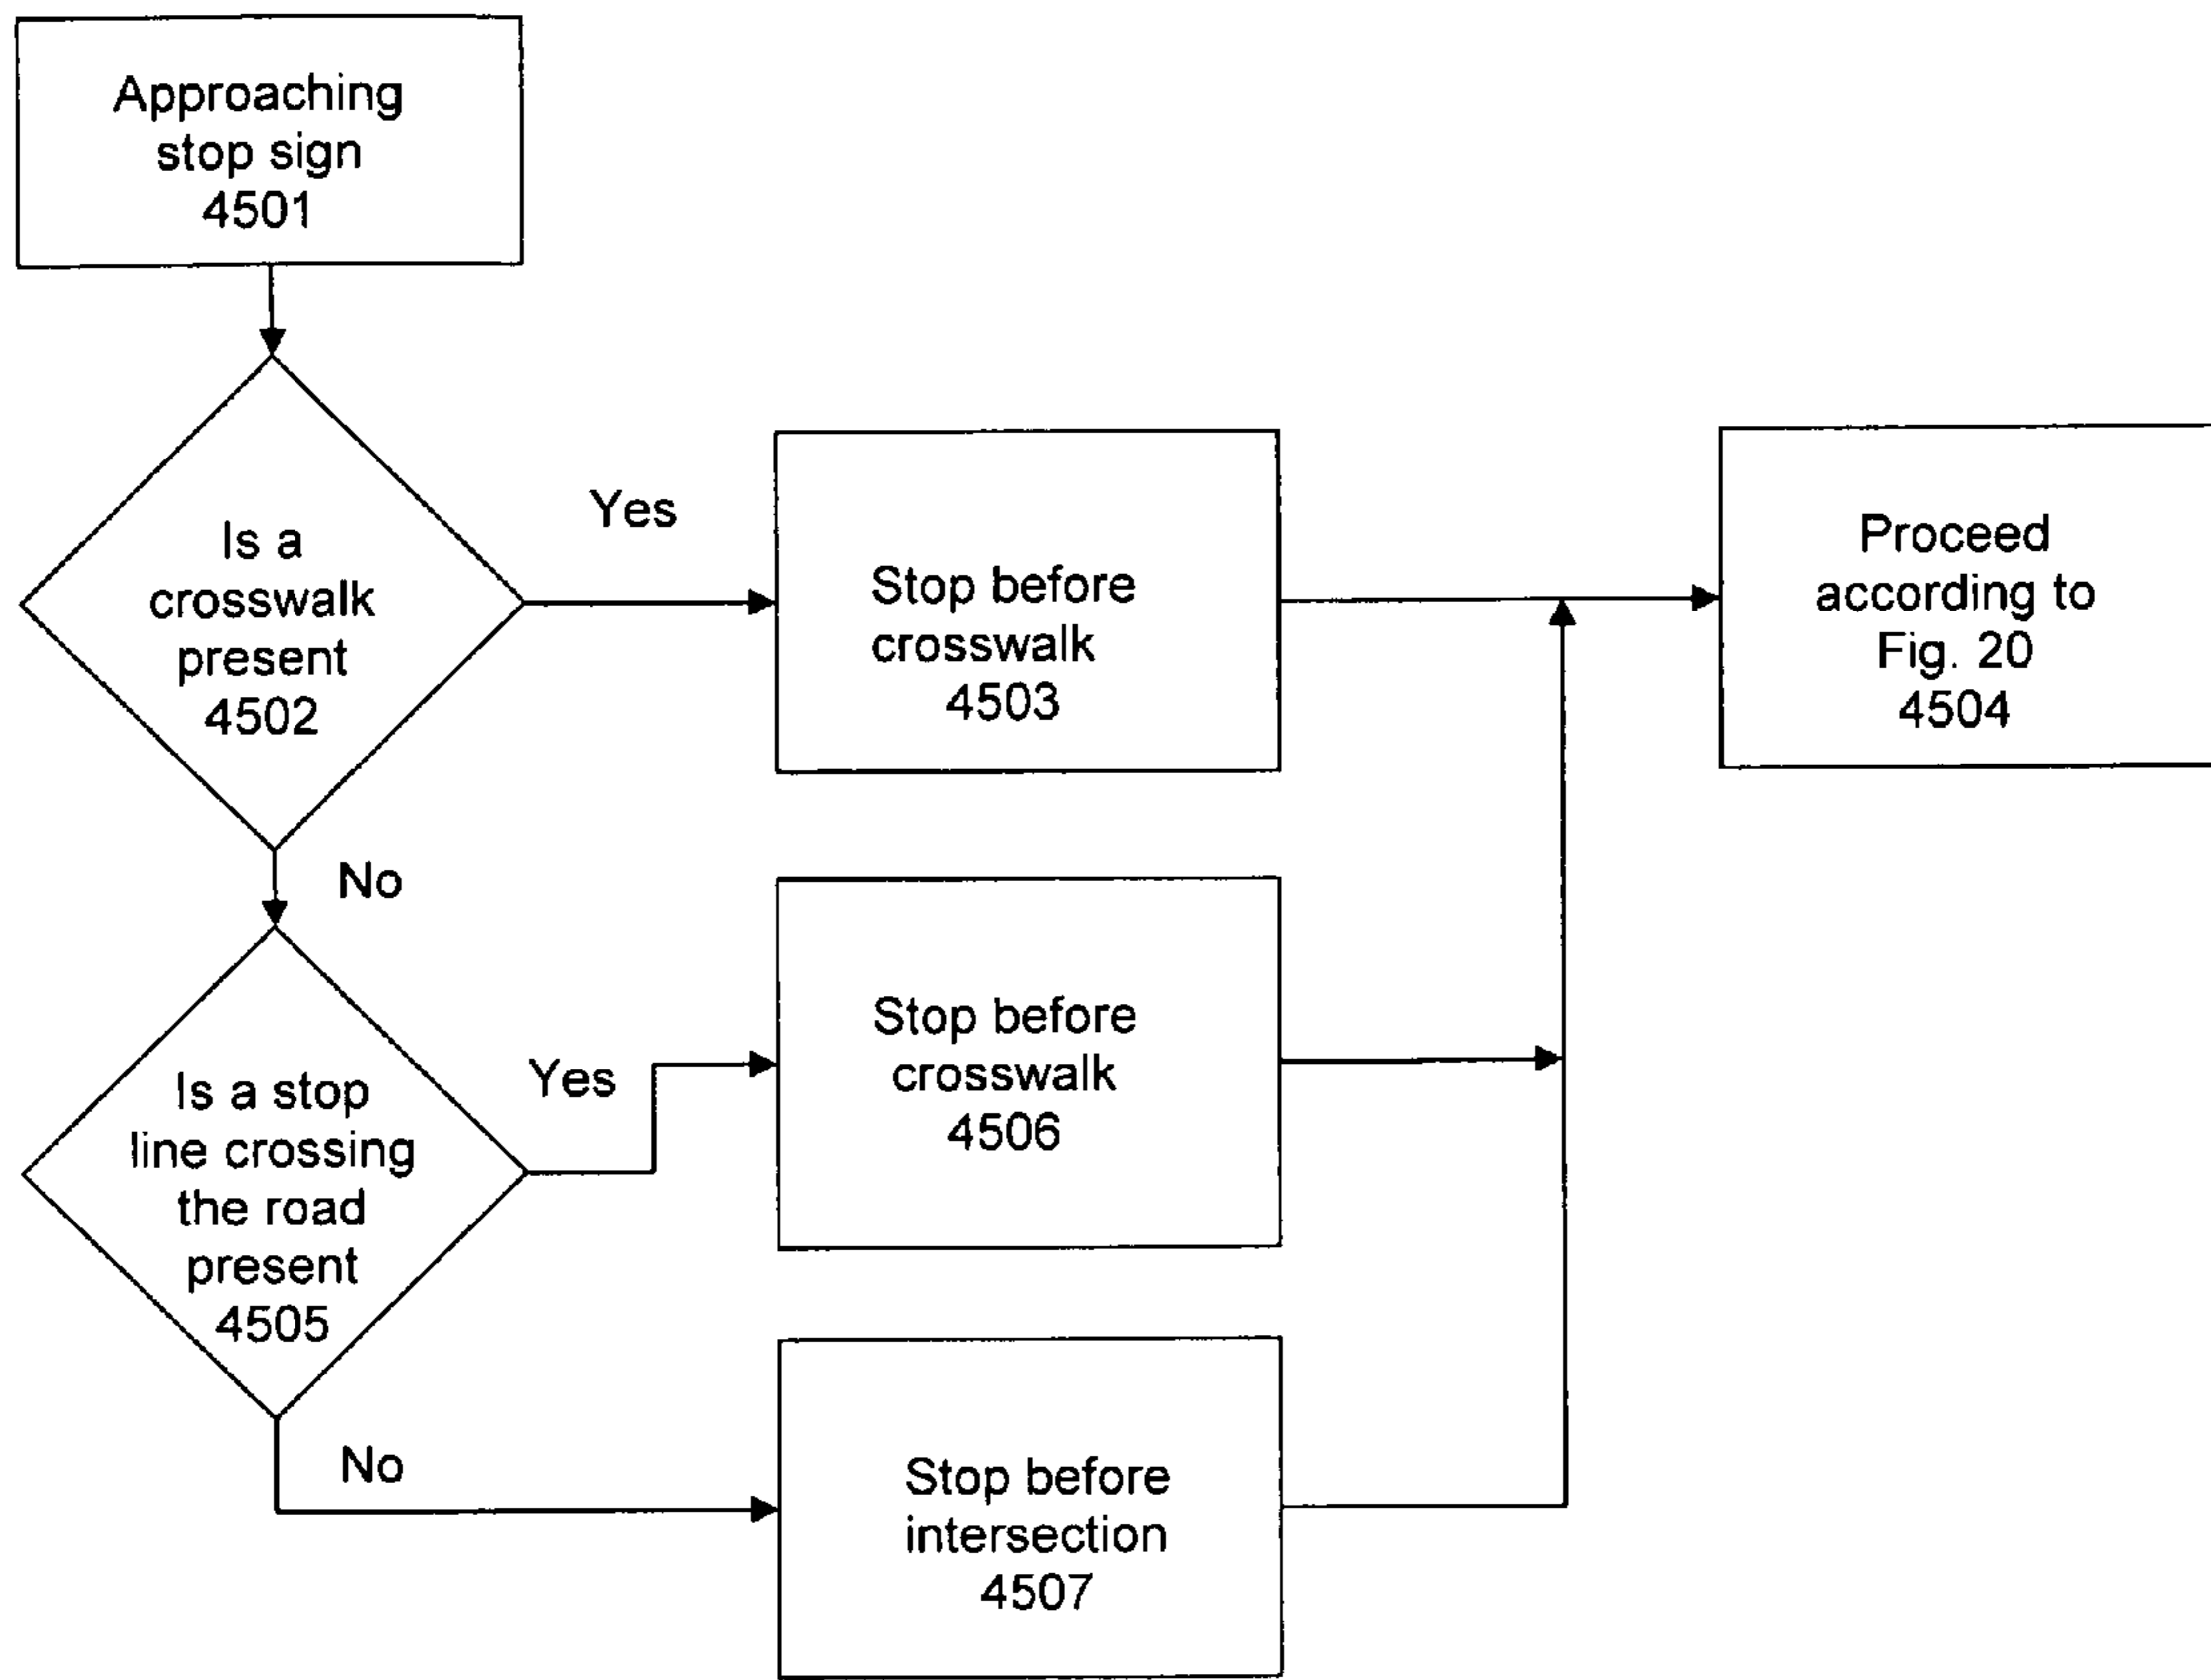 Approaching
stop sign
4501
Is a
crosswalk
present
4502
Yes
Stop before
crosswalk
4503
Proceed
according to
Fig. 20
4504
No
Is a stop
line crossing
the road
present
4505
Yes
Stop before
crosswalk
4506
No
Stop before
intersection
4507